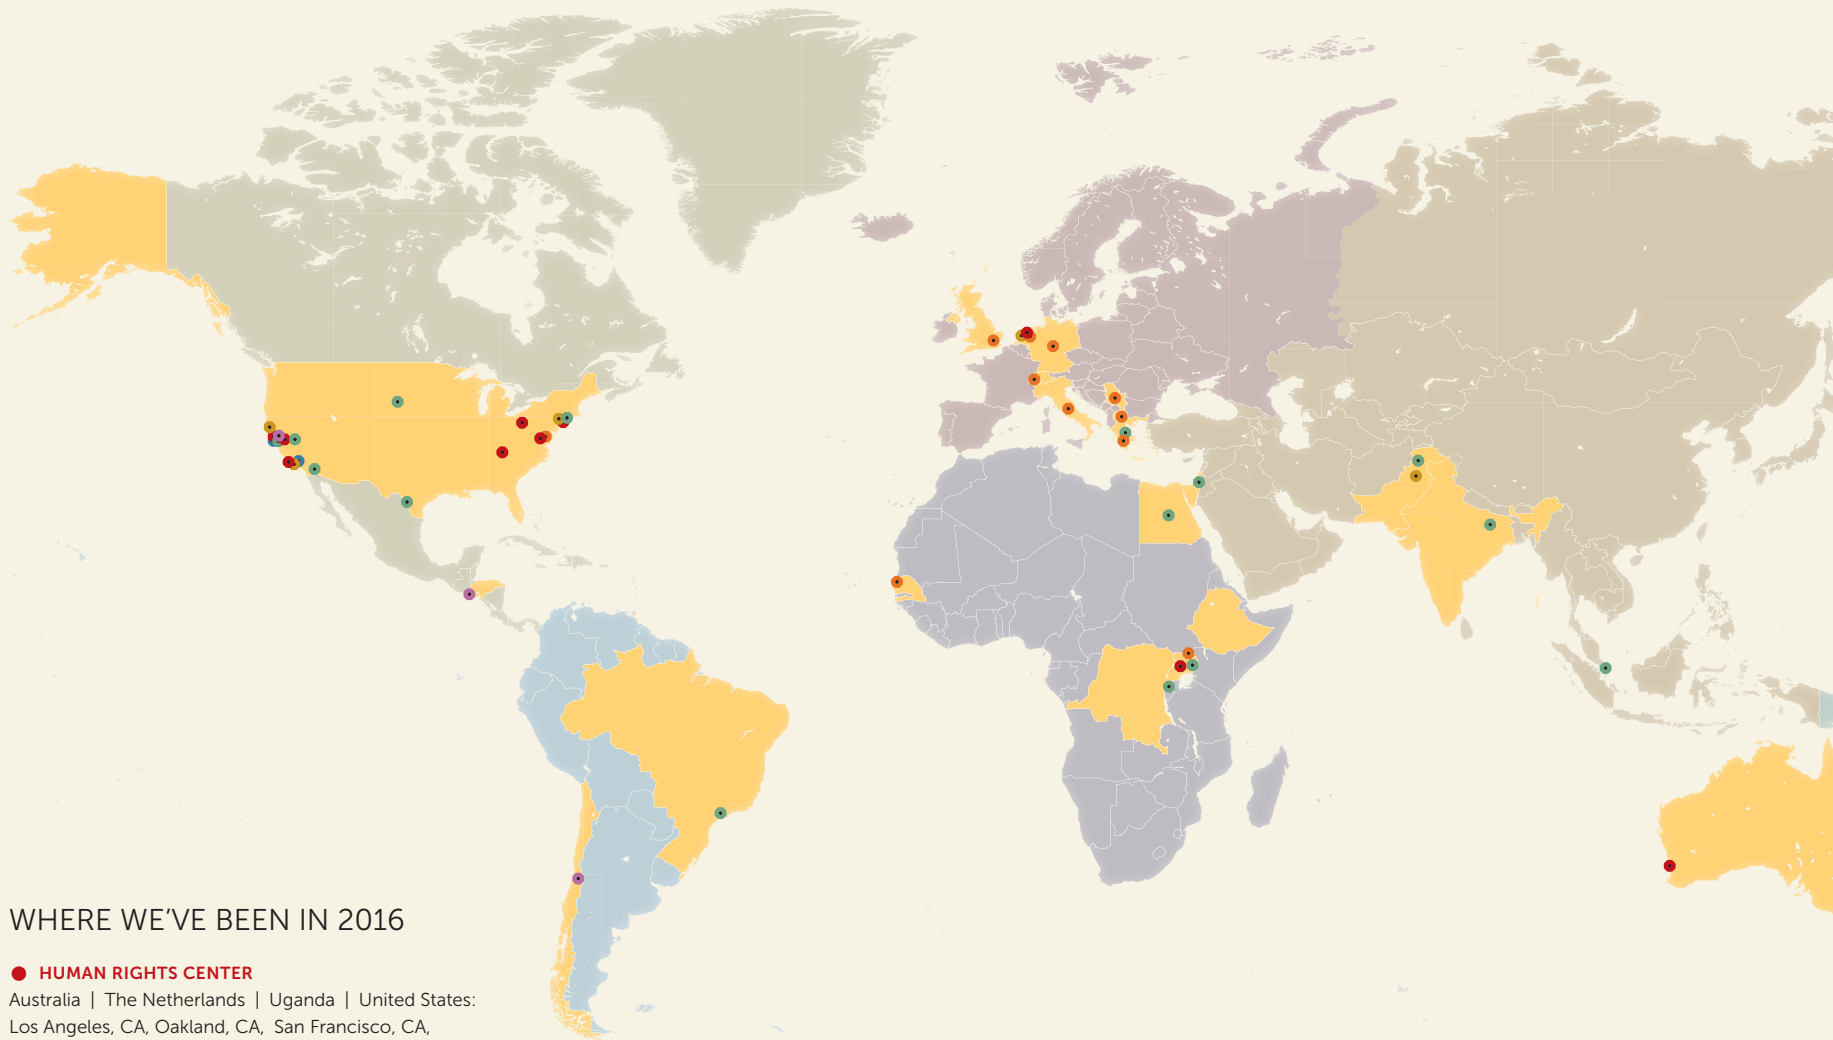 WHERE WE'VE BEEN IN 2016
HUMAN RIGHTS CENTER
Australia | The Netherlands | Uganda | United States:
Los Angeles, CA, Oakland, CA, San Francisco, CA,